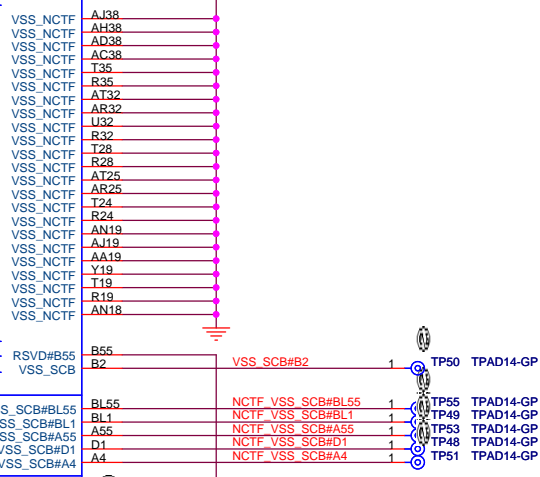 VSS_NCTF AJ38
VSS_NCTF AH38
VSS_NCTF AD38
VSS_NCTF AC38
VSS_NCTF T35
VSS_NCTF R35
VSS_NCTF AT32
VSS_NCTF AR32
VSS_NCTF U32
VSS_NCTF R32
VSS_NCTF T28
VSS_NCTF R28
VSS_NCTF AT25
VSS_NCTF AR25
VSS_NCTF T24
VSS_NCTF R24
VSS_NCTF AN19
VSS_NCTF AJ19
VSS_NCTF AA19
VSS_NCTF Y19
VSS_NCTF T19
VSS_NCTF R19
VSS_NCTF AN18
RSVD#B55 B55
VSS_SCB B2 VSS_SCB#B2 1 TP50 TPAD14-GP
S_SCB#BL55 BL55 NCTF_VSS_SCB#BL55 1 TP55 TPAD14-GP
SS_SCB#BL1 BL1 NCTF_VSS_SCB#BL1 1 TP49 TPAD14-GP
SS_SCB#A55 A55 NCTF_VSS_SCB#A55 1 TP53 TPAD14-GP
VSS_SCB#D1 D1 NCTF_VSS_SCB#D1 1 TP48 TPAD14-GP
VSS_SCB#A4 A4 NCTF_VSS_SCB#A4 1 TP51 TPAD14-GP